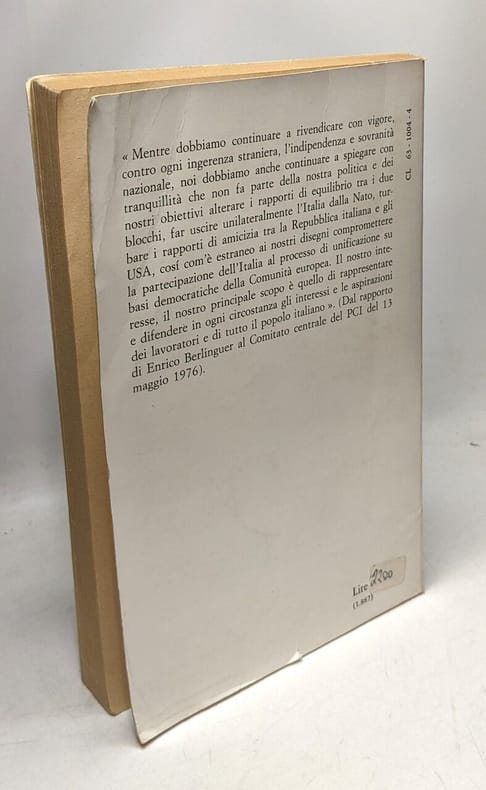 « Mentre dobbiamo continuare a rivendicare con vigore,
contro ogni ingerenza straniera, l'indipendenza e sovranità
nazionale, noi dobbiamo anche continuare a spiegare con
tranquillità che non fa parte della nostra politica e dei
nostri obiettivi alterare i rapporti di equilibrio tra i due
blocchi, far uscire unilateralmente l'Italia dalla Nato, tur-
bare i rapporti di amicizia tra la Repubblica italiana e gli
USA, cosí com'è estraneo ai nostri disegni compromettere
la partecipazione dell'Italia al processo di unificazione su
basi democratiche della Comunità europea. Il nostro inte-
resse, il nostro principale scopo è quello di rappresentare
e difendere in ogni circostanza gli interessi e le aspirazioni
dei lavoratori e di tutto il popolo italiano ». (Dal rapporto
di Enrico Berlinguer al Comitato centrale del PCI del 13
maggio 1976).
CL 63-1004-4
Lire 2200
(1.887)